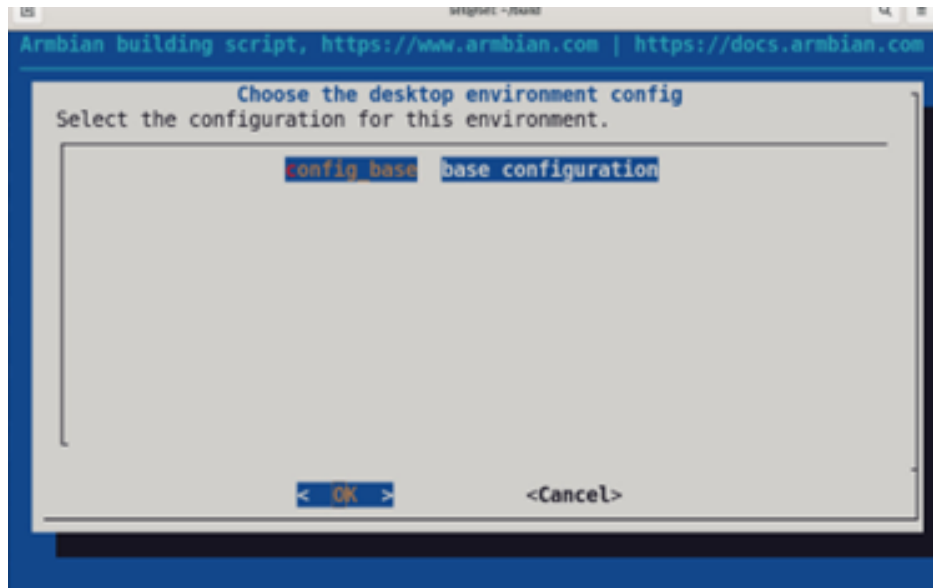 Armbian building script, https://www.armbian.com | https://docs.armbian.com
Choose the desktop environment config
Select the configuration for this environment.
config_base base configuration
< OK > <Cancel>